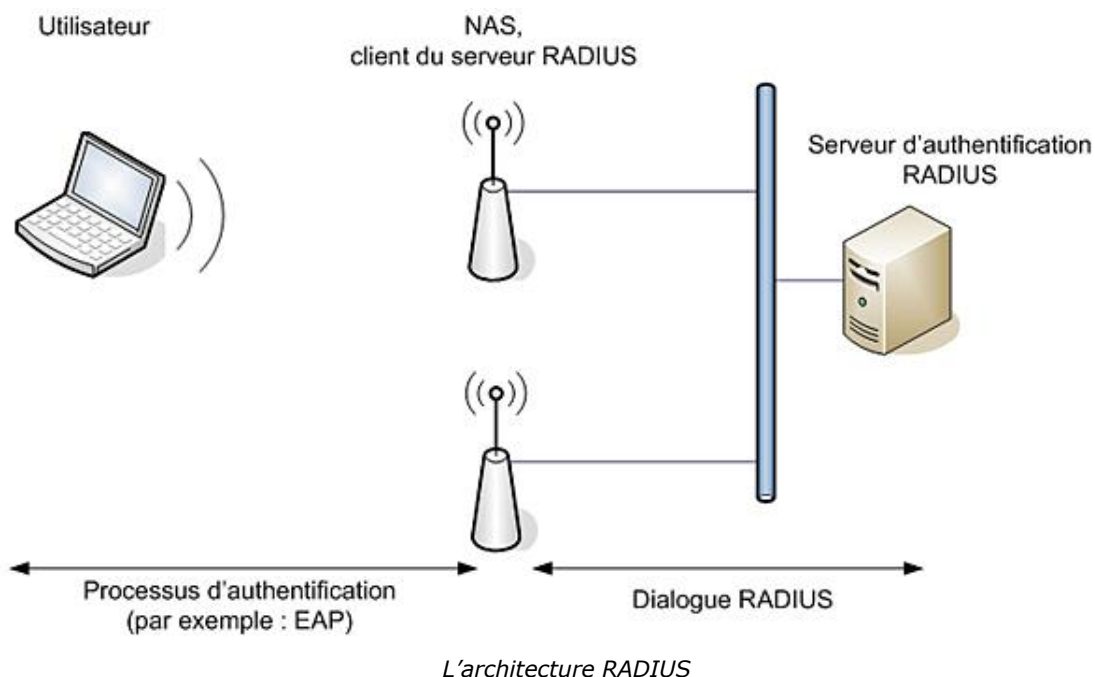 Utilisateur
NAS,
client du serveur RADIUS
Serveur d'authentification
RADIUS
Processus d'authentification
(par exemple : EAP)
Dialogue RADIUS
L'architecture RADIUS